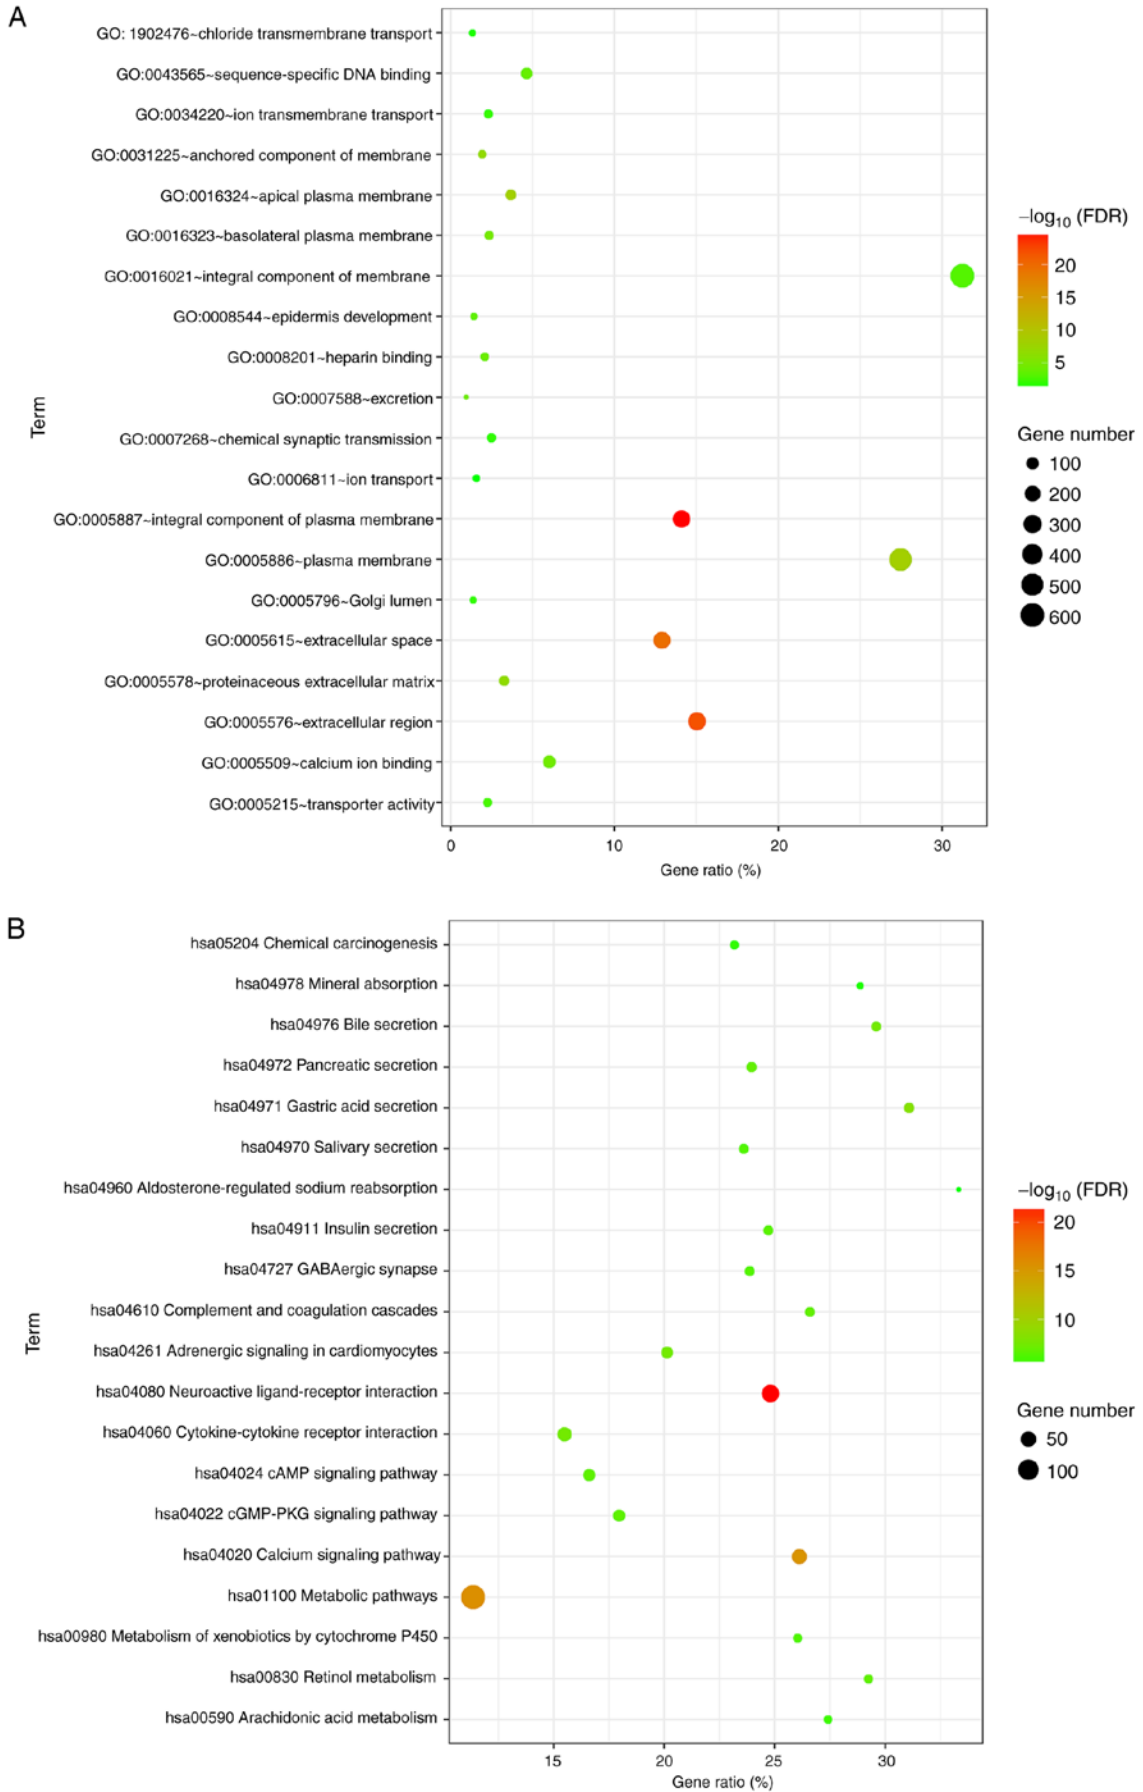 A
GO: 1902476~chloride transmembrane transport
GO:0043565~sequence-specific DNA binding
GO:0034220~ion transmembrane transport
GO:0031225~anchored component of membrane
GO:0016324~apical plasma membrane
GO:0016323~basolateral plasma membrane
GO:0016021~integral component of membrane
GO:0008544~epidermis development
GO:0008201~heparin binding
GO:0007588~excretion
GO:0007268~chemical synaptic transmission
GO:0006811~ion transport
GO:0005887~integral component of plasma membrane
GO:0005886~plasma membrane
GO:0005796~Golgi lumen
GO:0005615~extracellular space
GO:0005578~proteinaceous extracellular matrix
GO:0005576~extracellular region
GO:0005509~calcium ion binding
GO:0005215~transporter activity
Term
0 10 20 30
Gene ratio (%)
−log10 (FDR)
20
15
10
5
Gene number
100
200
300
400
500
600
B
hsa05204 Chemical carcinogenesis
hsa04978 Mineral absorption
hsa04976 Bile secretion
hsa04972 Pancreatic secretion
hsa04971 Gastric acid secretion
hsa04970 Salivary secretion
hsa04960 Aldosterone-regulated sodium reabsorption
hsa04911 Insulin secretion
hsa04727 GABAergic synapse
hsa04610 Complement and coagulation cascades
hsa04261 Adrenergic signaling in cardiomyocytes
hsa04080 Neuroactive ligand-receptor interaction
hsa04060 Cytokine-cytokine receptor interaction
hsa04024 cAMP signaling pathway
hsa04022 cGMP-PKG signaling pathway
hsa04020 Calcium signaling pathway
hsa01100 Metabolic pathways
hsa00980 Metabolism of xenobiotics by cytochrome P450
hsa00830 Retinol metabolism
hsa00590 Arachidonic acid metabolism
Term
15 20 25 30
Gene ratio (%)
−log10 (FDR)
20
15
10
Gene number
50
100